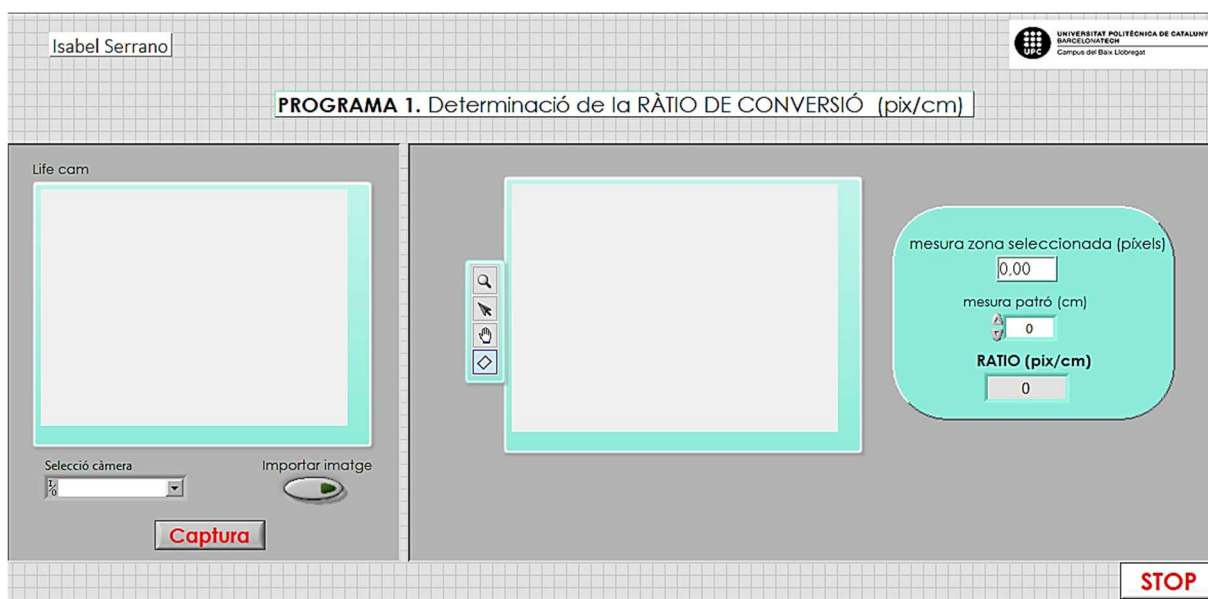 Isabel Serrano
UPC
UNIVERSITAT POLITÈCNICA DE CATALUNY
BARCELONATECH
Campus del Baix Llobregat
PROGRAMA 1. Determinació de la RÀTIO DE CONVERSIÓ (pix/cm)
Life cam
Selecció càmera
Importar imatge
I/O
Captura
mesura zona seleccionada (píxels)
0,00
mesura patró (cm)
0
RATIO (pix/cm)
0
STOP